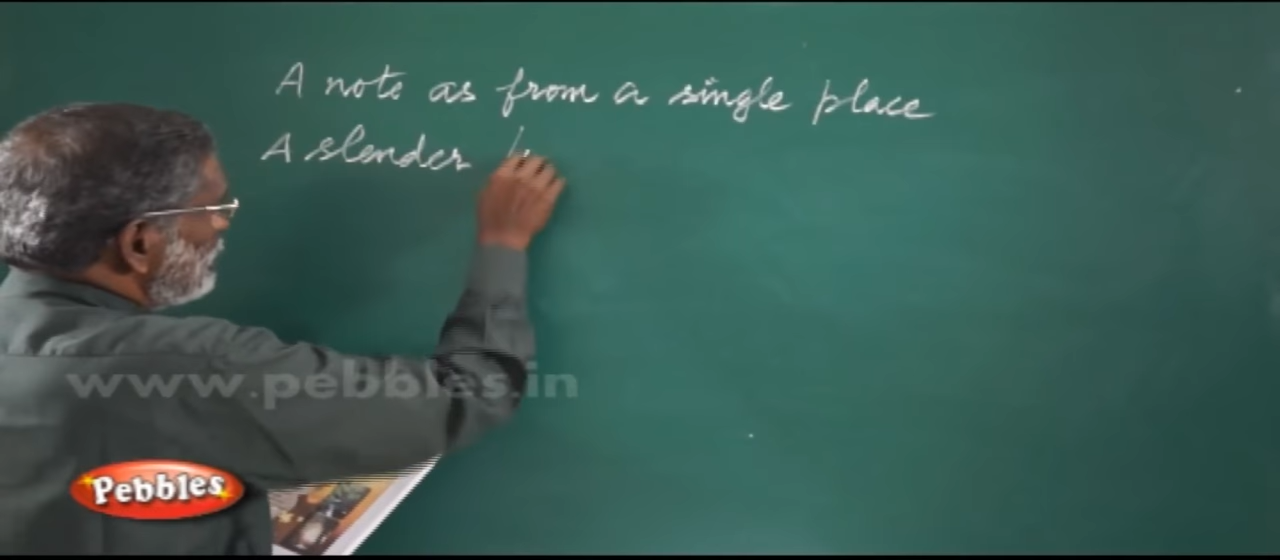 A note as from a single place
A slender
www.pebbles.in
Pebbles